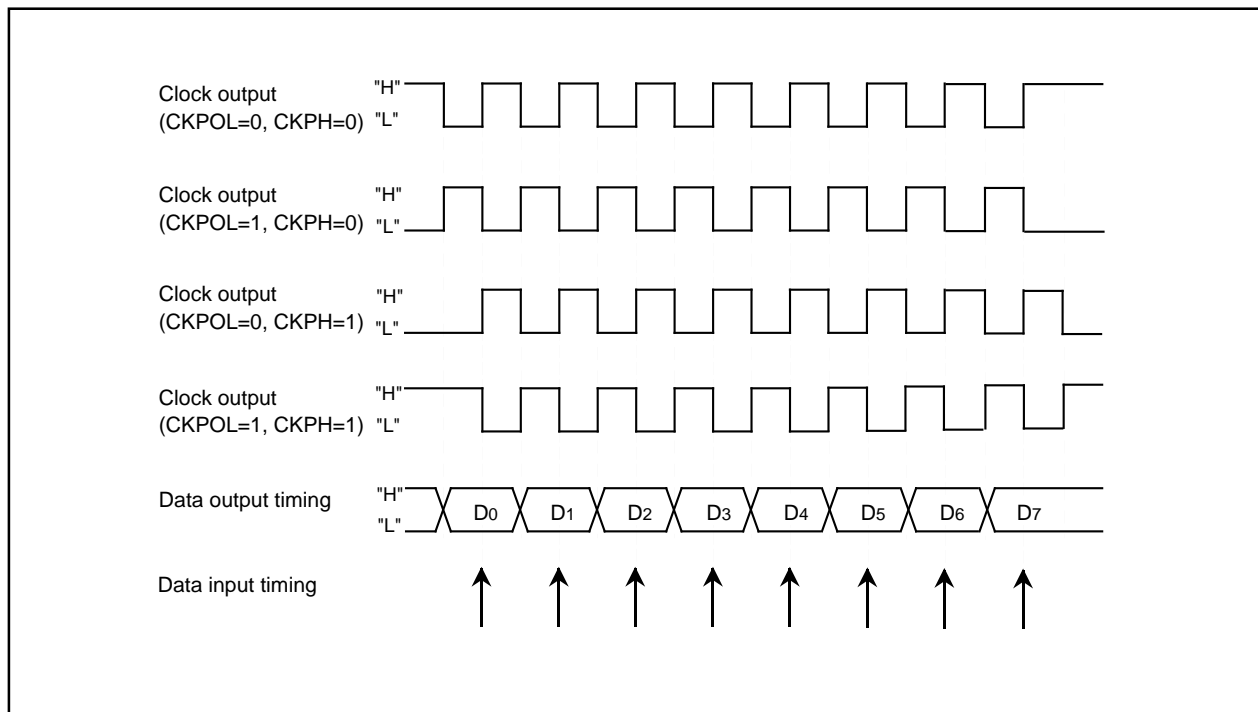 Clock output
(CKPOL=0, CKPH=0)
"H"
"L"
Clock output
(CKPOL=1, CKPH=0)
"H"
"L"
Clock output
(CKPOL=0, CKPH=1)
"H"
"L"
Clock output
(CKPOL=1, CKPH=1)
"H"
"L"
Data output timing
"H"
"L"
D0 D1 D2 D3 D4 D5 D6 D7
Data input timing